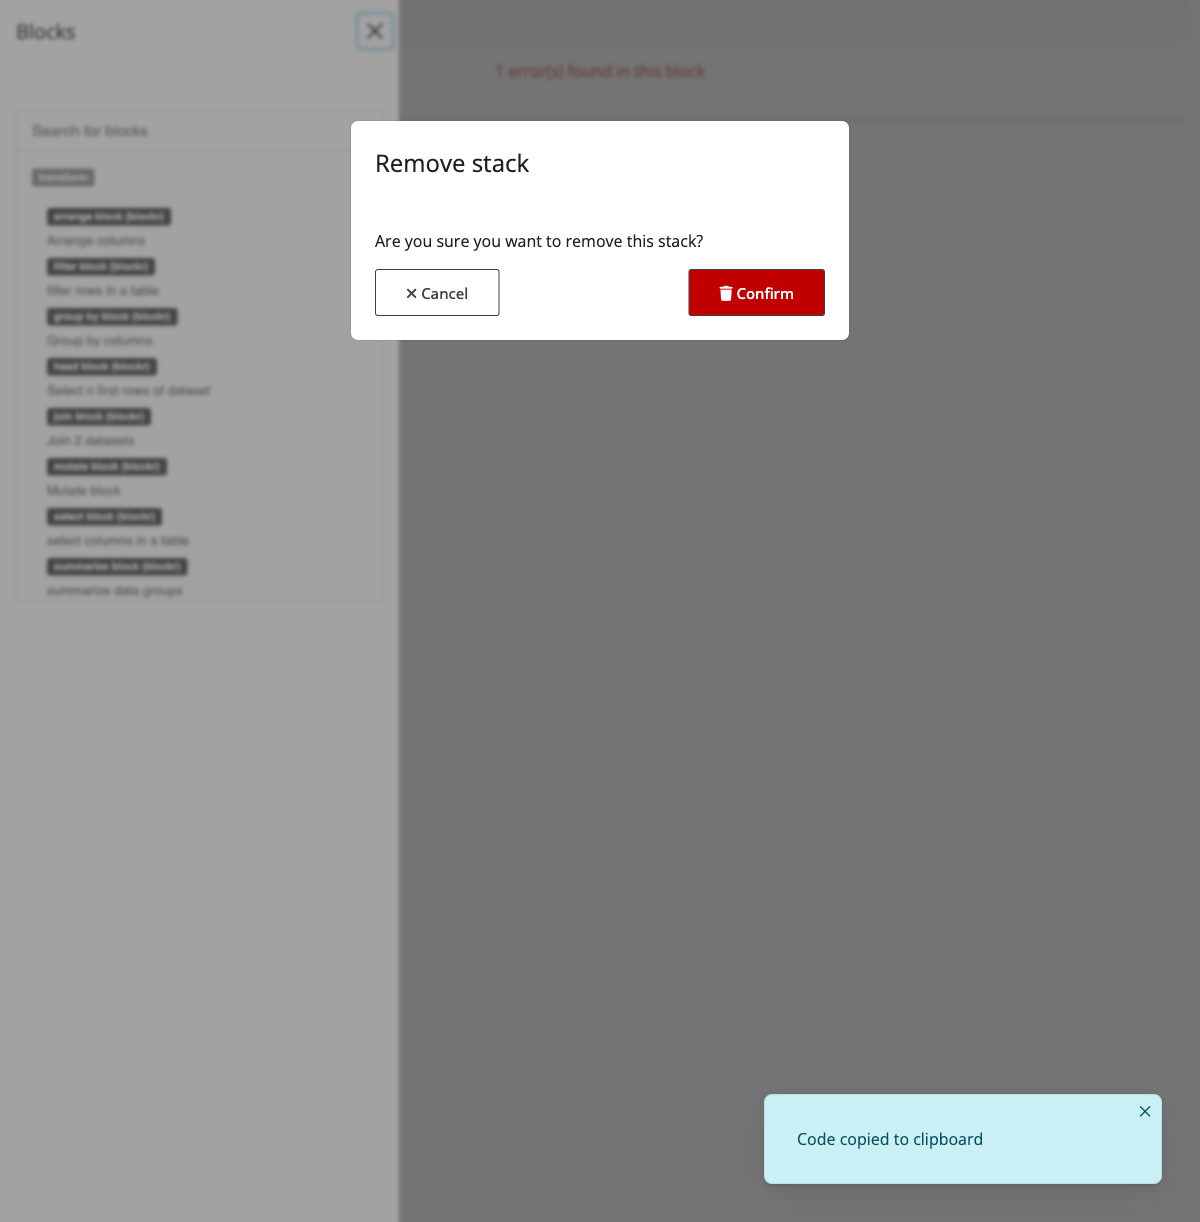 Blocks
1 error(s) found in this block
Search for blocks
transform
arrange block (blockr)
Arrange columns
filter block (blockr)
filter rows in a table
group by block (blockr)
Group by columns
head block (blockr)
Select n first rows of dataset
join block (blockr)
Join 2 datasets
mutate block (blockr)
Mutate block
select block (blockr)
select columns in a table
summarize block (blockr)
summarize data groups
Remove stack
Are you sure you want to remove this stack?
Cancel
Confirm
Code copied to clipboard